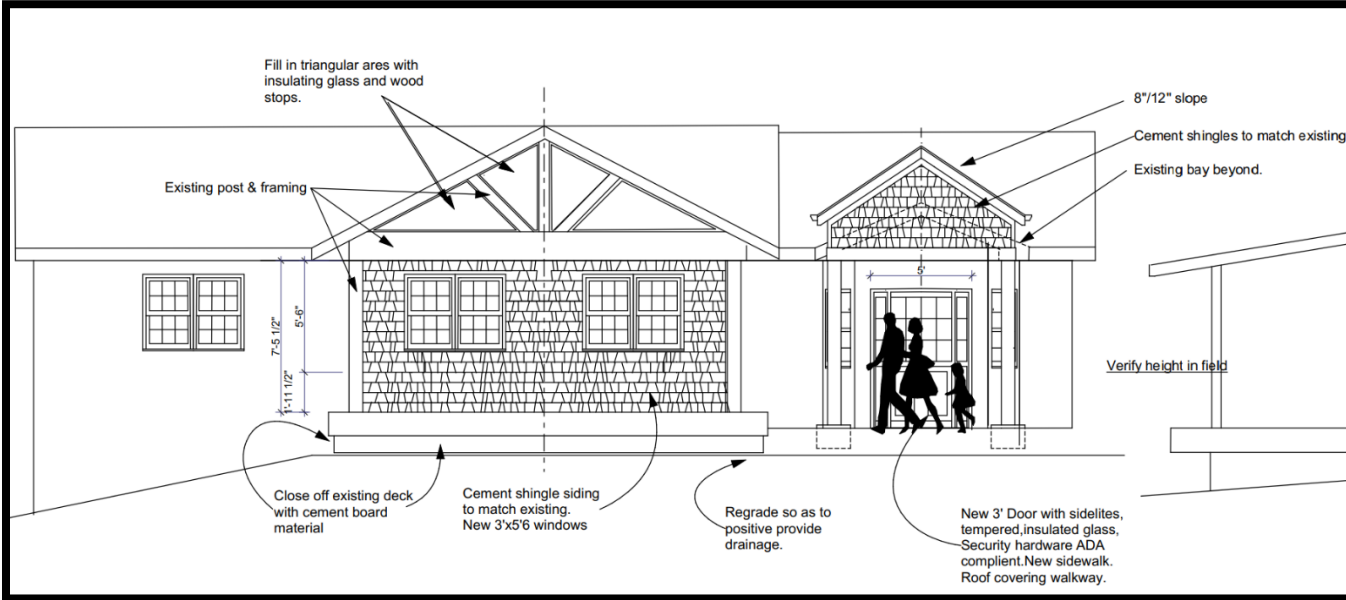 Fill in triangular ares with
insulating glass and wood
stops.
8"/12" slope
Cement shingles to match existing
Existing bay beyond.
Existing post & framing
5'
7'-5 1/2"
5'-6"
1'-11 1/2"
Verify height in field
Close off existing deck
with cement board
material
Cement shingle siding
to match existing.
New 3'x5'6 windows
Regrade so as to
positive provide
drainage.
New 3' Door with sidelites,
tempered,insulated glass,
Security hardware ADA
complient.New sidewalk.
Roof covering walkway.